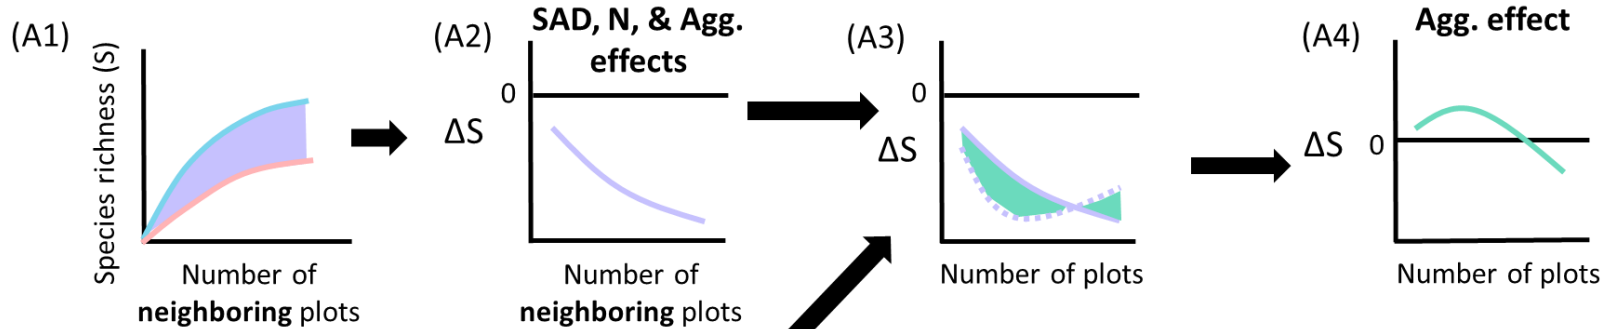 (A1)
Species richness (S)
Number of
neighboring plots
(A2)
SAD, N, & Agg.
effects
0
ΔS
Number of
neighboring plots
(A3)
0
ΔS
Number of plots
(A4)
Agg. effect
ΔS
0
Number of plots